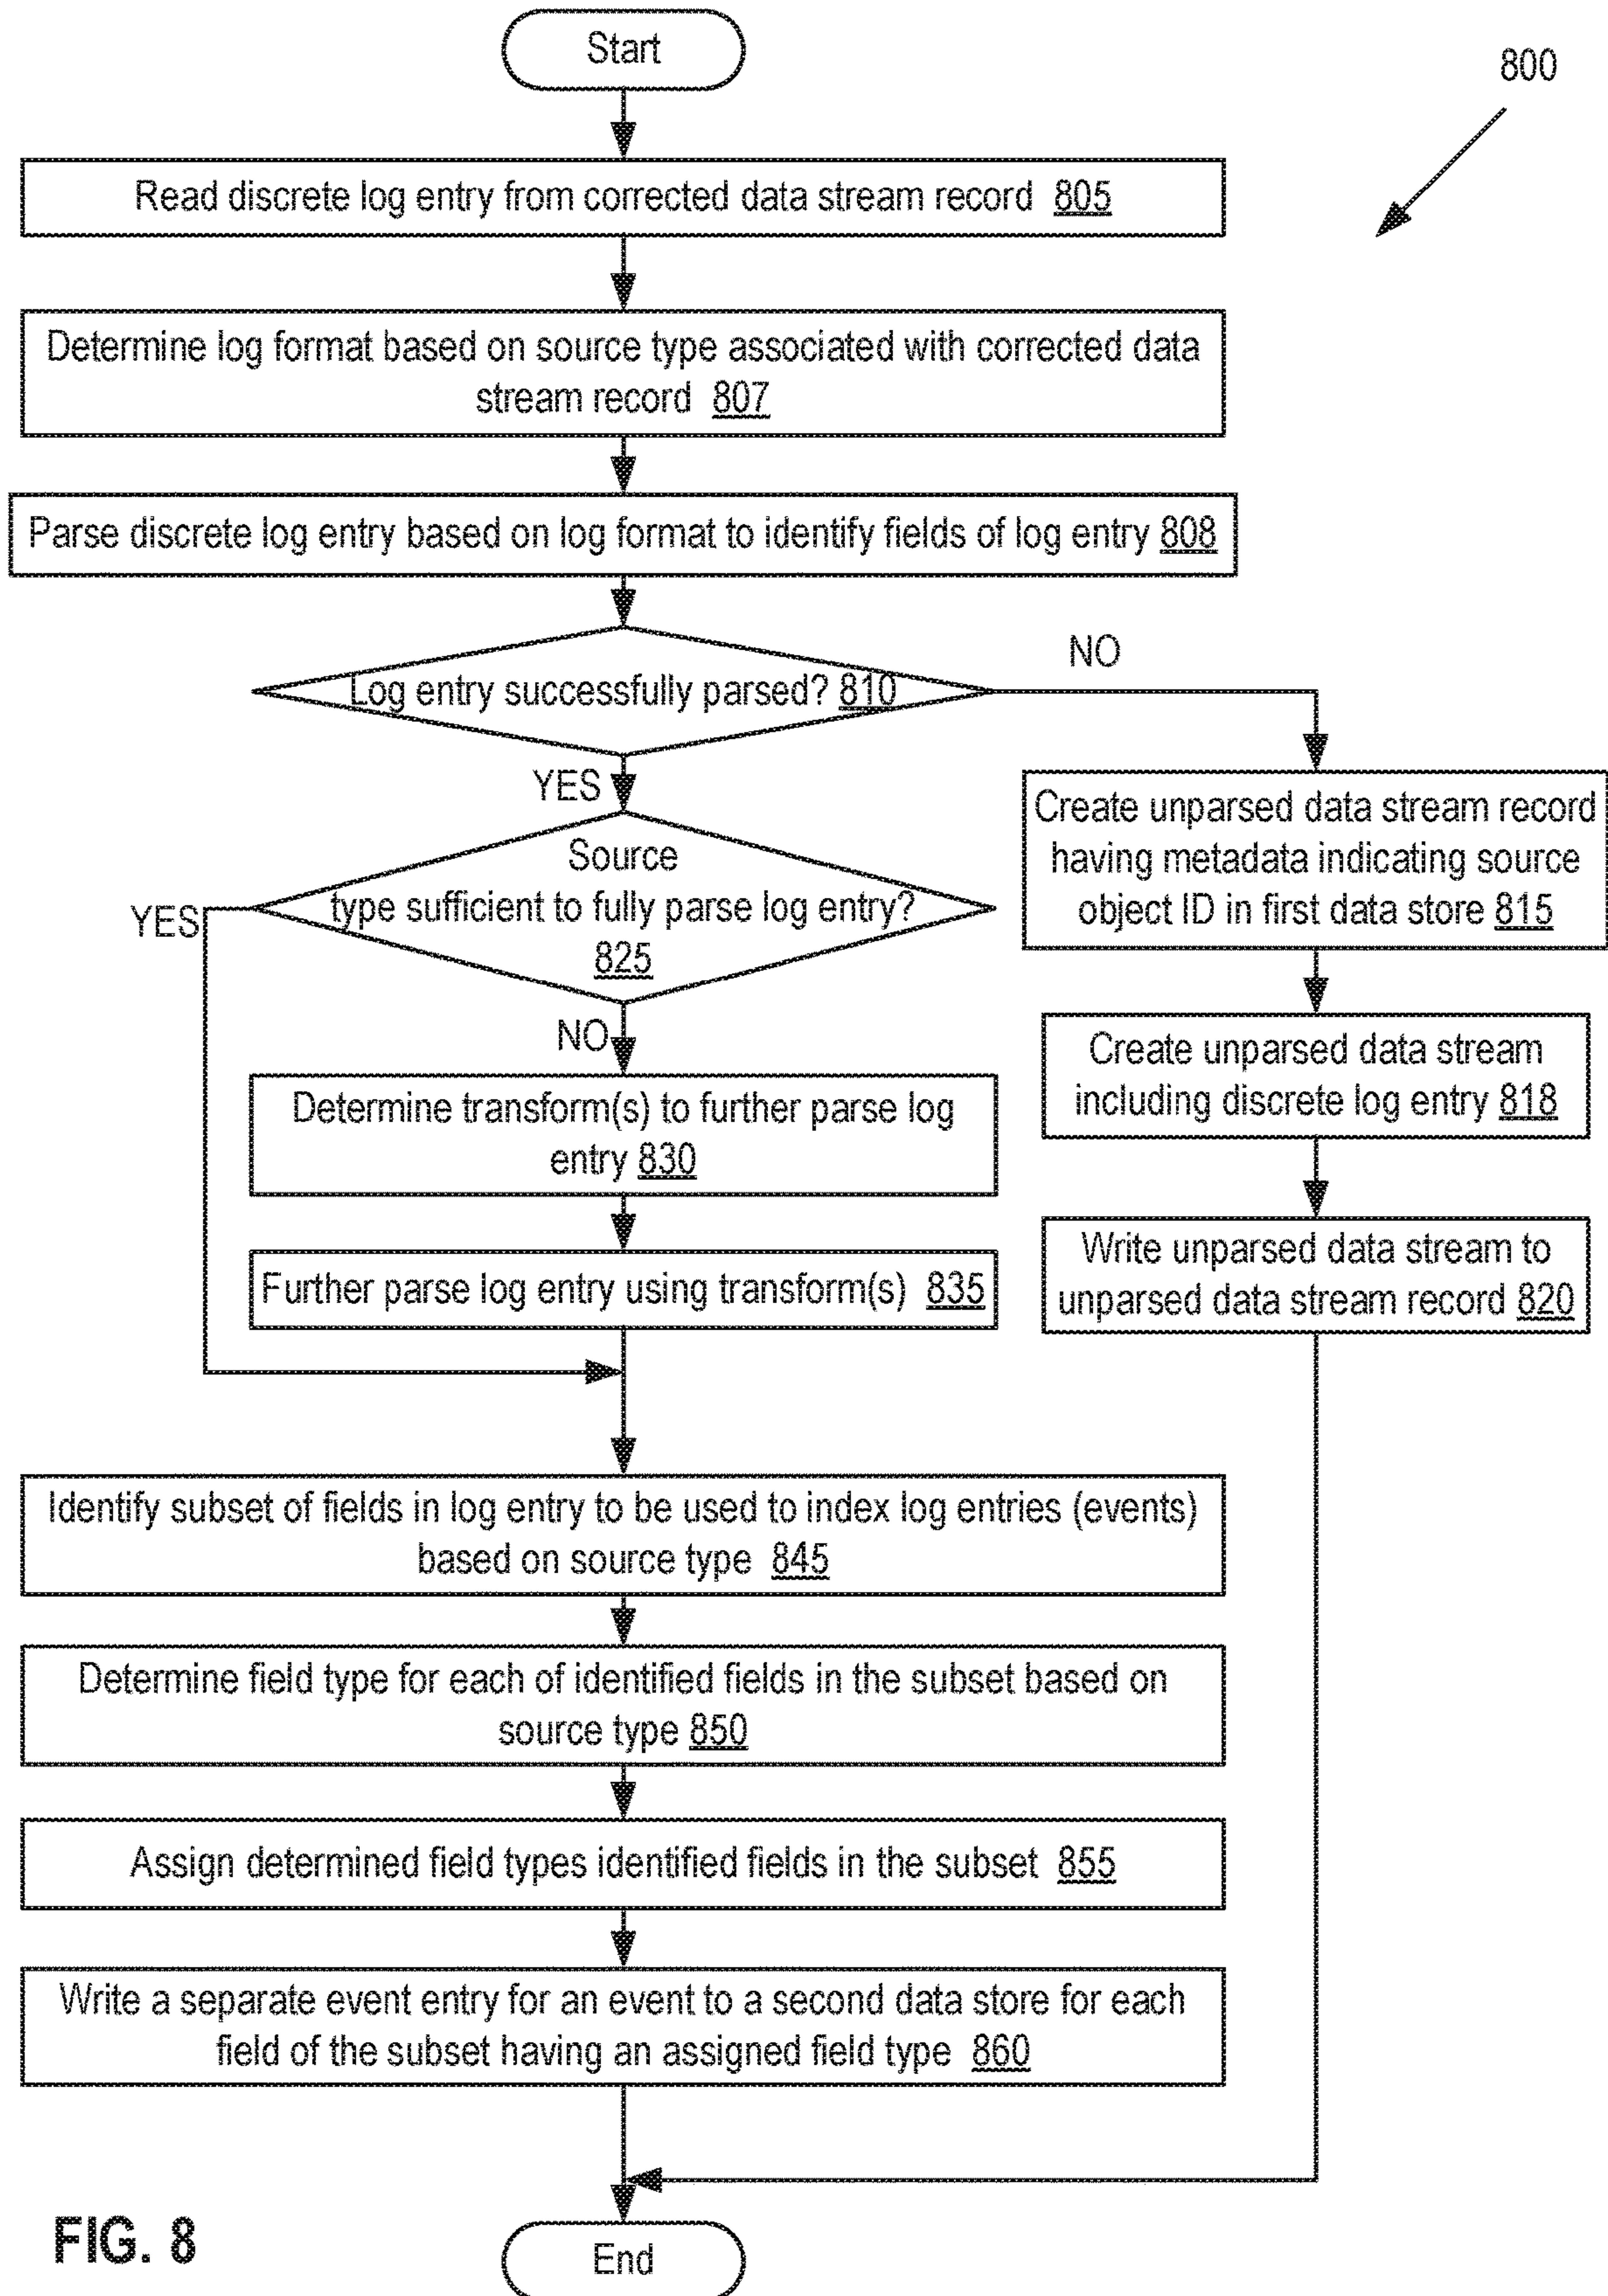 Start
800
Read discrete log entry from corrected data stream record 805
Determine log format based on source type associated with corrected data
stream record 807
Parse discrete log entry based on log format to identify fields of log entry 808
Log entry successfully parsed? 810
NO
YES
Create unparsed data stream record
having metadata indicating source
object ID in first data store 815
Source
type sufficient to fully parse log entry?
825
YES
NO
Create unparsed data stream
including discrete log entry 818
Determine transform(s) to further parse log
entry 830
Write unparsed data stream to
unparsed data stream record 820
Further parse log entry using transform(s) 835
Identify subset of fields in log entry to be used to index log entries (events)
based on source type 845
Determine field type for each of identified fields in the subset based on
source type 850
Assign determined field types identified fields in the subset 855
Write a separate event entry for an event to a second data store for each
field of the subset having an assigned field type 860
End
FIG. 8